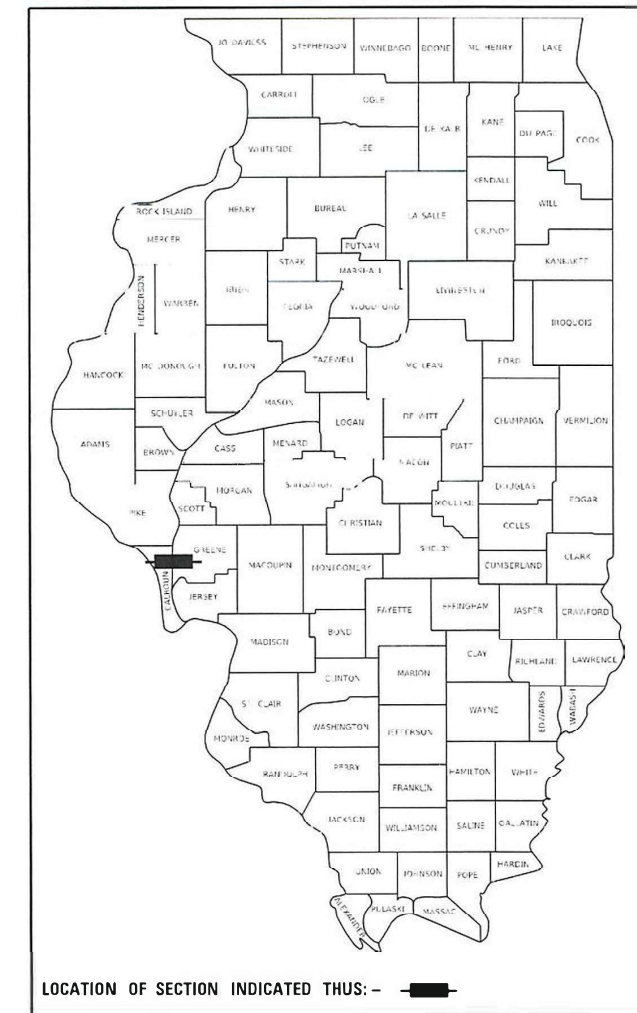 JO DAVIESS STEPHENSON WINNEBAGO BOONE MC HENRY LAKE
CARROLL OGLE DE KALB KANE DU PAGE COOK
WHITESIDE LEE KENDALL WILL
ROCK ISLAND HENRY BUREAU LA SALLE GRUNDY
MERCER PUTNAM
STARK MARSHALL KANKAKEE
HENDERSON WARREN KNOX PEORIA WOODFORD LIVINGSTON IROQUOIS
HANCOCK MC DONOUGH FULTON TAZEWELL MC LEAN FORD
SCHUYLER MASON LOGAN DE WITT CHAMPAIGN VERMILION
ADAMS BROWN CASS MENARD MACON PIATT
PIKE SCOTT MORGAN SANGAMON MOULTRIE DOUGLAS EDGAR
CHRISTIAN COLES
GREENE MACOUPIN MONTGOMERY SHELBY CUMBERLAND CLARK
CALHOUN JERSEY FAYETTE EFFINGHAM JASPER CRAWFORD
MADISON BOND CLAY RICHLAND LAWRENCE
CLINTON MARION
ST. CLAIR WAYNE EDWARDS WABASH
MONROE WASHINGTON JEFFERSON
RANDOLPH PERRY HAMILTON WHITE
FRANKLIN
JACKSON WILLIAMSON SALINE GALLATIN
UNION JOHNSON POPE HARDIN
ALEXANDER PULASKI MASSAC
LOCATION OF SECTION INDICATED THUS: –